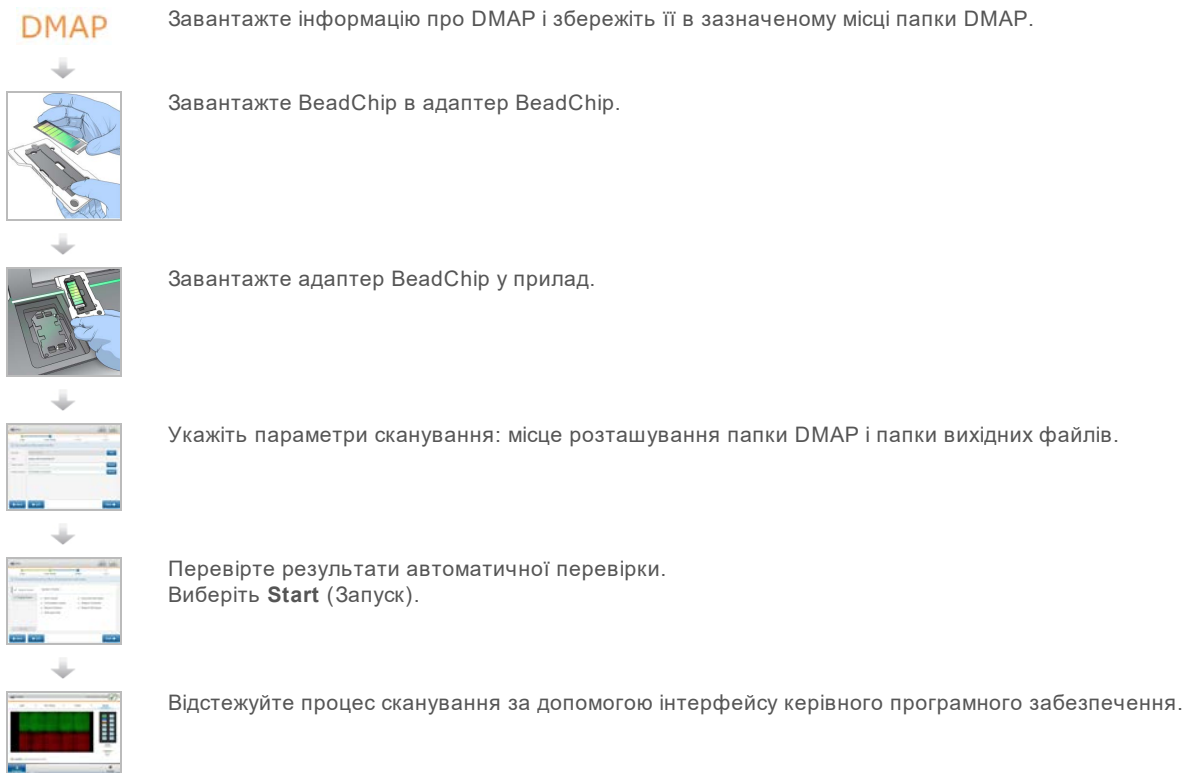 DMAP
Завантажте інформацію про DMAP і збережіть її в зазначеному місці папки DMAP.
Завантажте BeadChip в адаптер BeadChip.
Завантажте адаптер BeadChip у прилад.
Укажіть параметри сканування: місце розташування папки DMAP і папки вихідних файлів.
Перевірте результати автоматичної перевірки.
Виберіть Start (Запуск).
Відстежуйте процес сканування за допомогою інтерфейсу керівного програмного забезпечення.